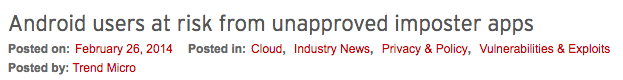 Android users at risk from unapproved imposter apps
Posted on: February 26, 2014 Posted in: Cloud, Industry News, Privacy & Policy, Vulnerabilities & Exploits
Posted by: Trend Micro